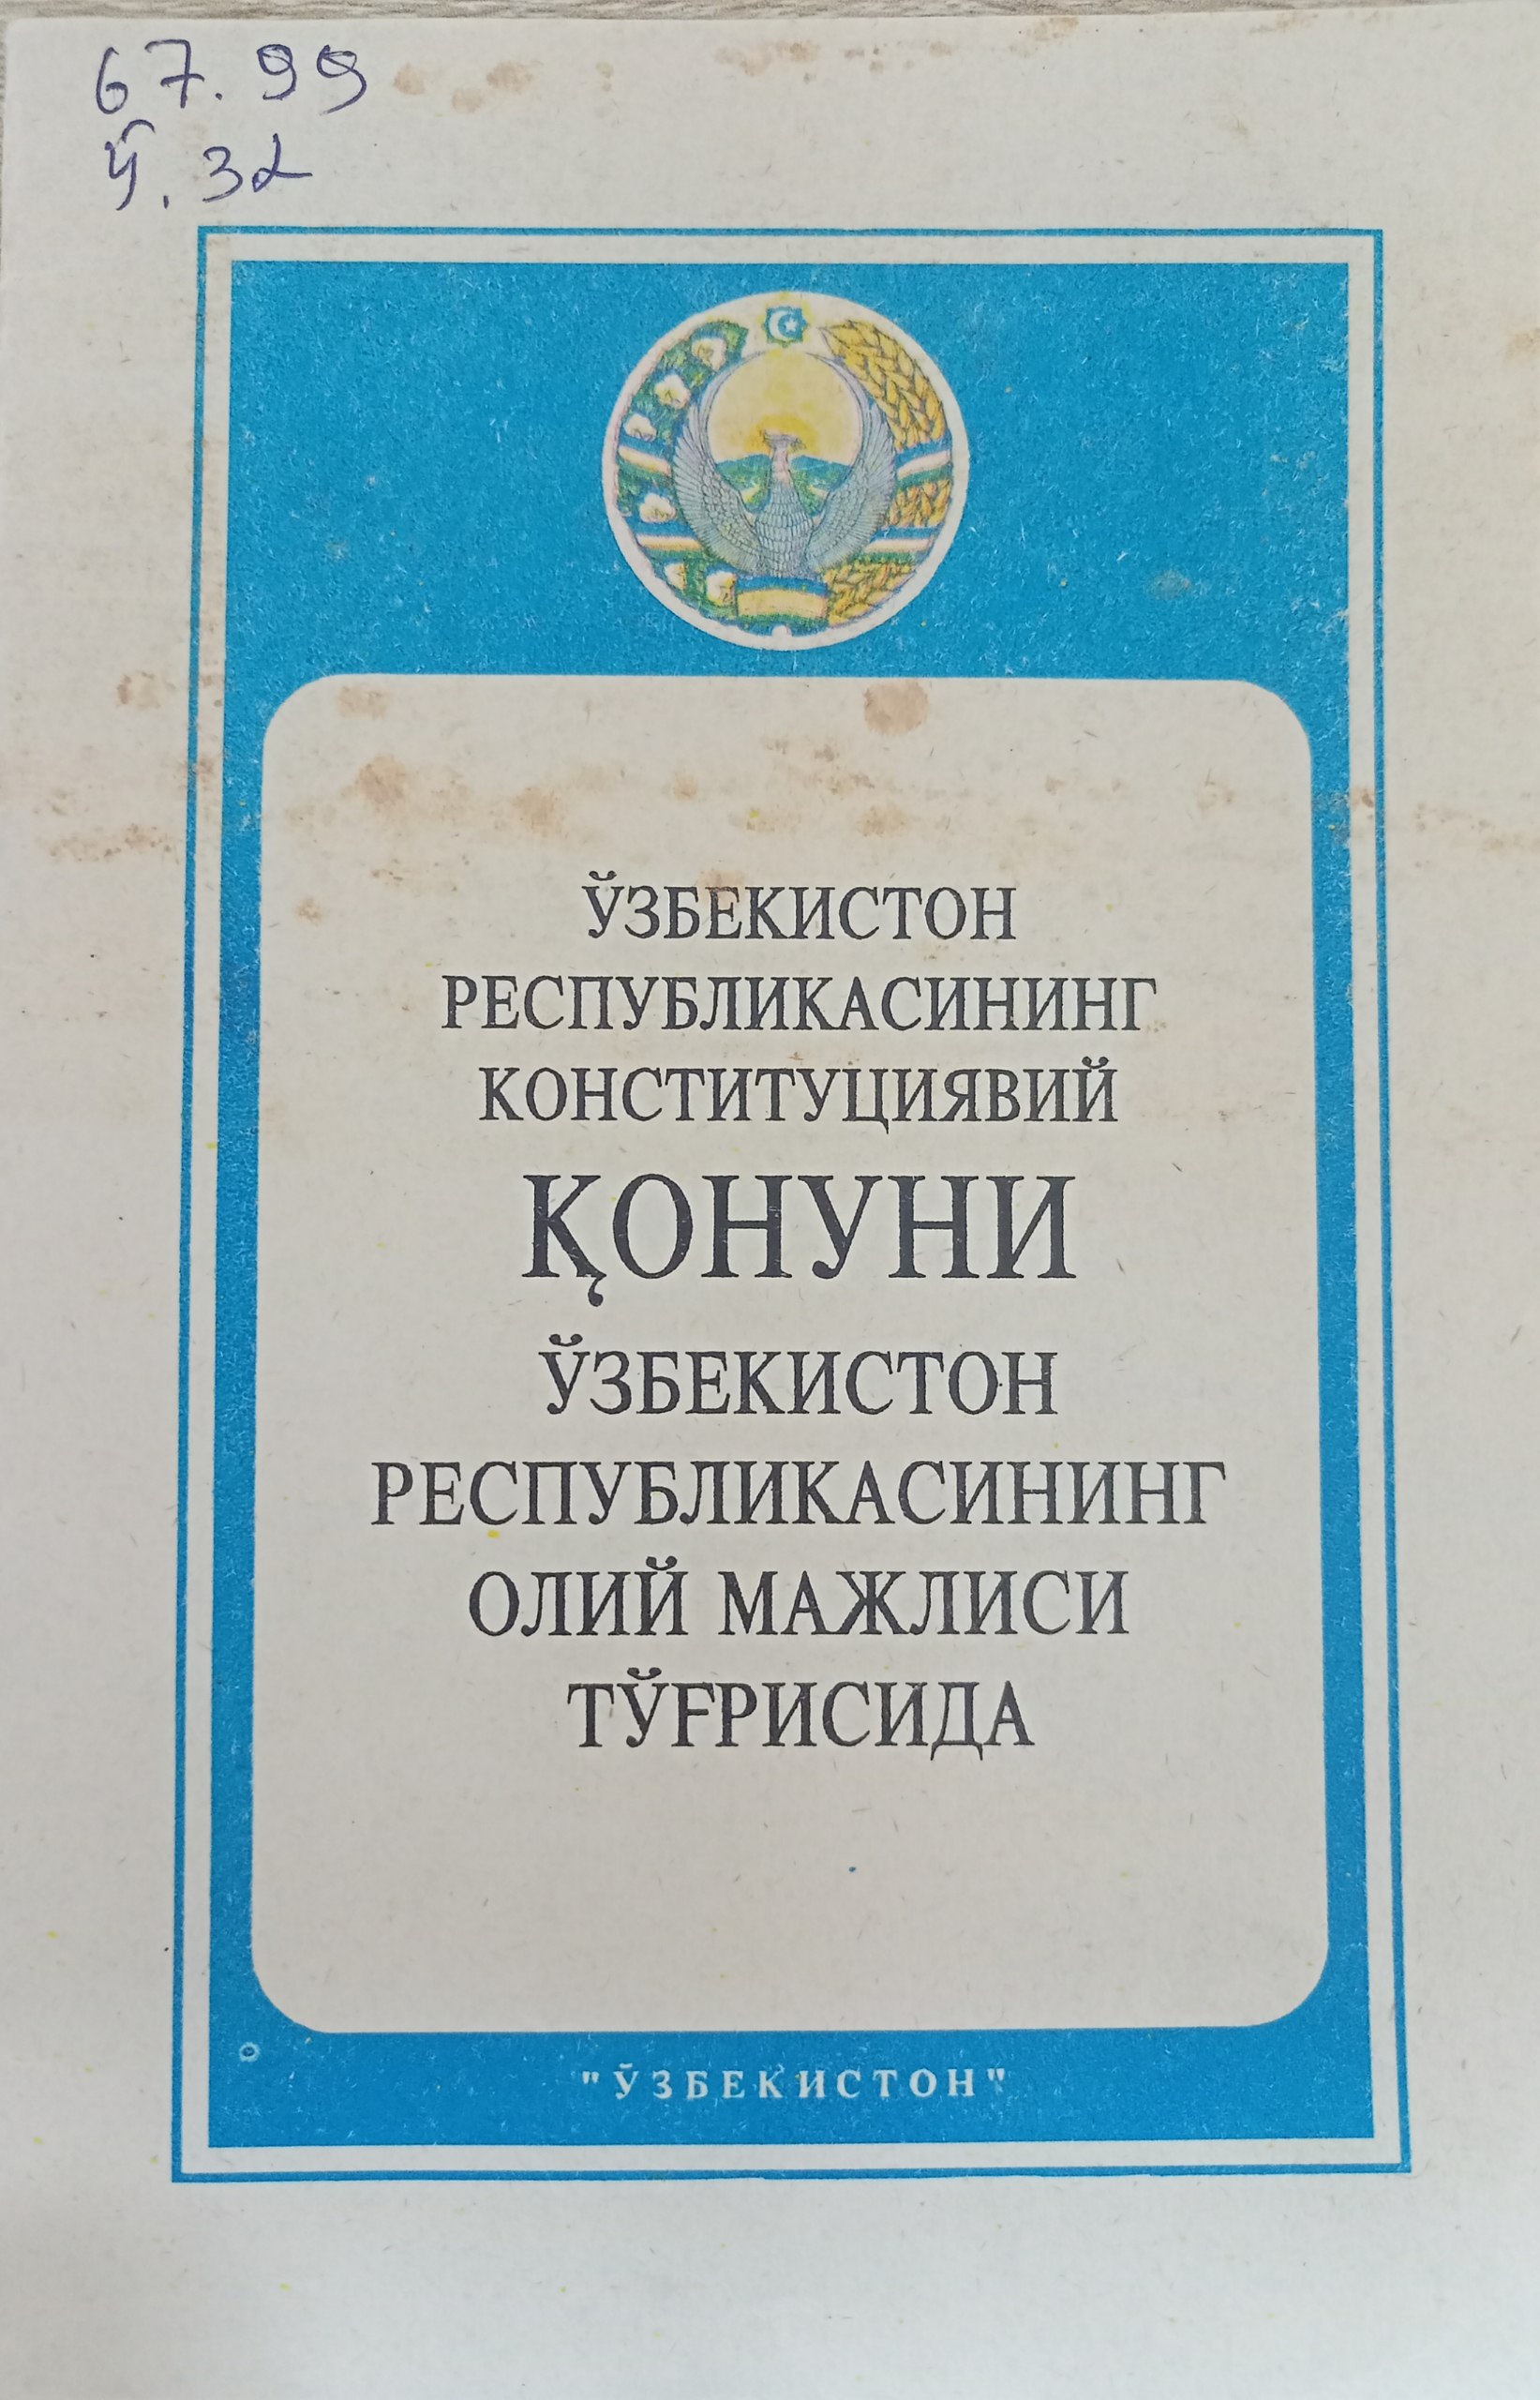 67.99
Ў.32
ЎЗБЕКИСТОН
РЕСПУБЛИКАСИНИНГ
КОНСТИТУЦИЯВИЙ
ҚОНУНИ
ЎЗБЕКИСТОН
РЕСПУБЛИКАСИНИНГ
ОЛИЙ МАЖЛИСИ
ТЎҒРИСИДА
"ЎЗБЕКИСТОН"